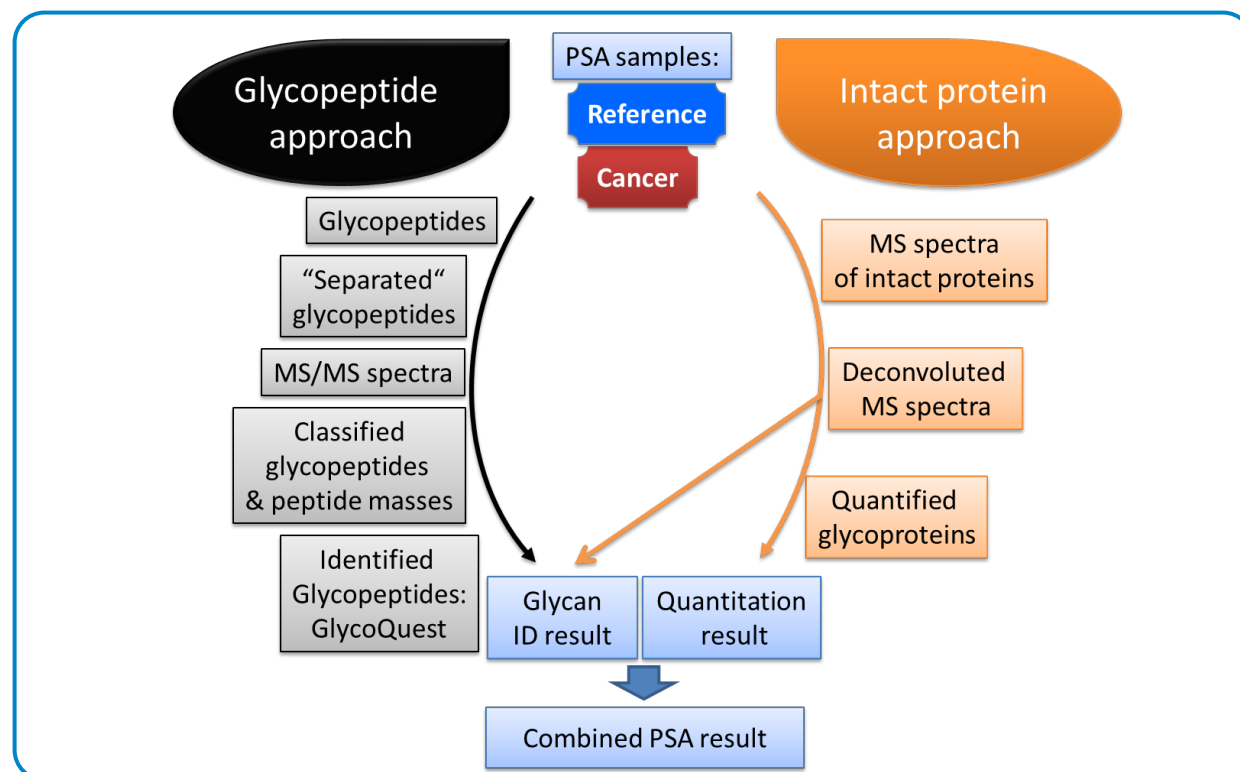 Glycopeptide
approach
PSA samples:
Reference
Cancer
Intact protein
approach
Glycopeptides
“Separated“
glycopeptides
MS/MS spectra
Classified
glycopeptides
& peptide masses
Identified
Glycopeptides:
GlycoQuest
MS spectra
of intact proteins
Deconvoluted
MS spectra
Quantified
glycoproteins
Glycan
ID result
Quantitation
result
Combined PSA result